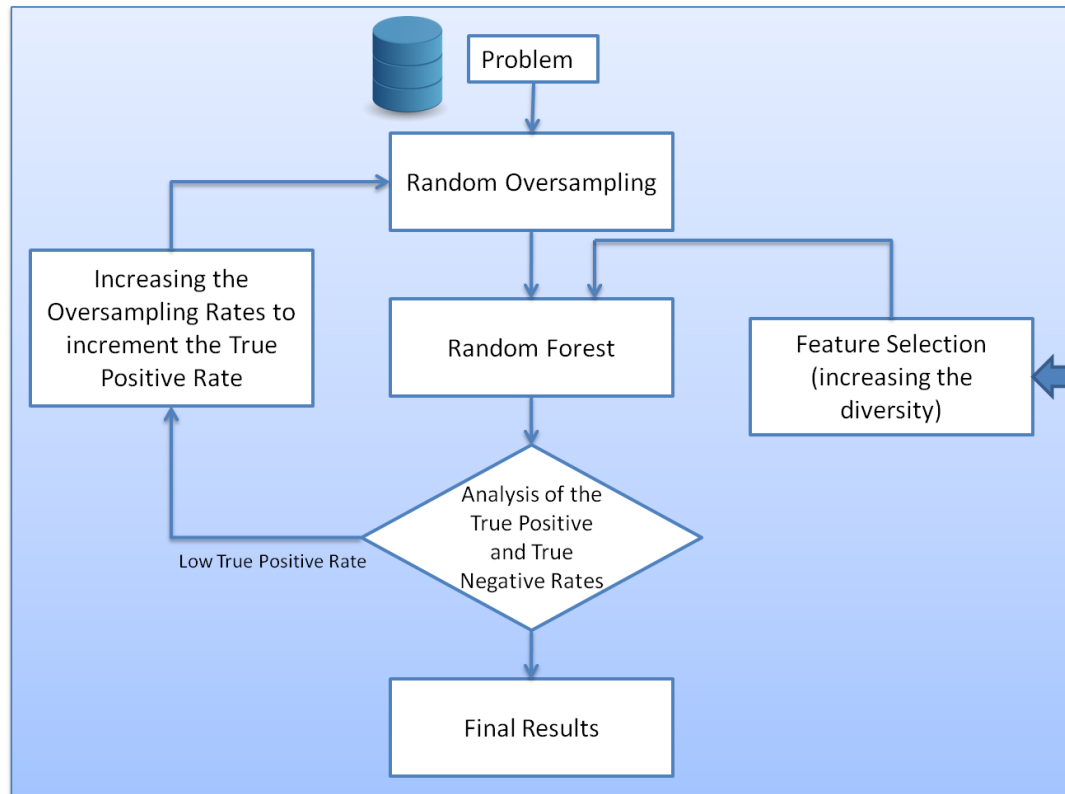 Problem
Random Oversampling
Increasing the
Oversampling Rates to
increment the True
Positive Rate
Random Forest
Feature Selection
(increasing the
diversity)
Analysis of the
True Positive
and True
Negative Rates
Low True Positive Rate
Final Results